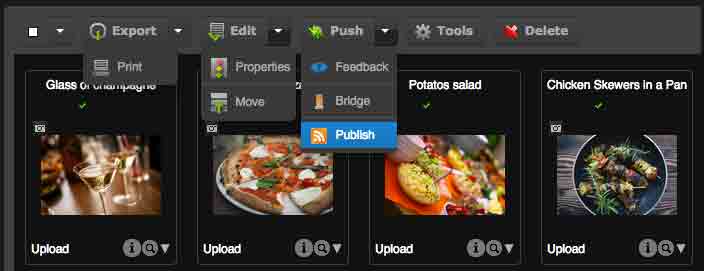 Export Edit Push Tools Delete
Print Properties Feedback
Move Bridge
Publish
Glass of champagne Potatos salad Chicken Skewers in a Pan
Upload Upload Upload Upload